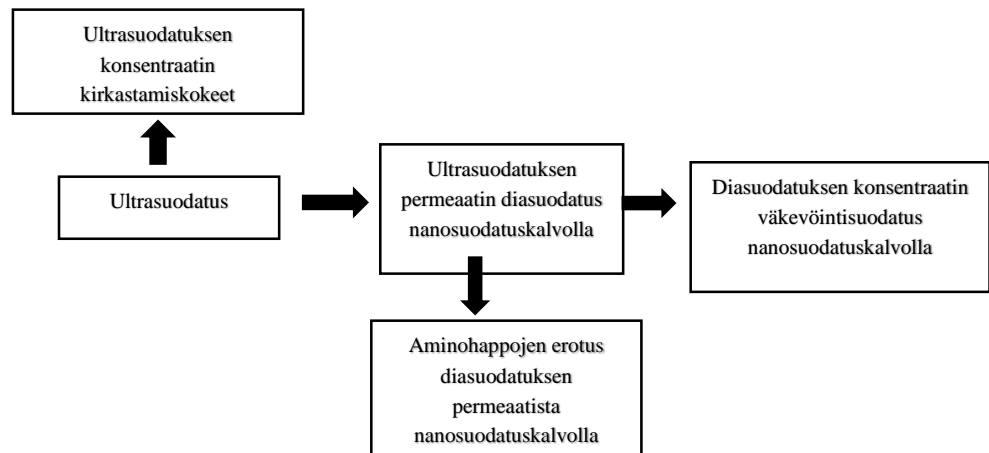 Ultrasuodatuksen
konsentraatin
kirkastamiskokeet
Ultrasuodatus
Ultrasuodatuksen
permeaatin diasuodatus
nanosuodatuskalvolla
Diasuodatuksen konsentraatin
väkevöintisuodatus
nanosuodatuskalvolla
Aminohappojen erotus
diasuodatuksen
permeaatista
nanosuodatuskalvolla